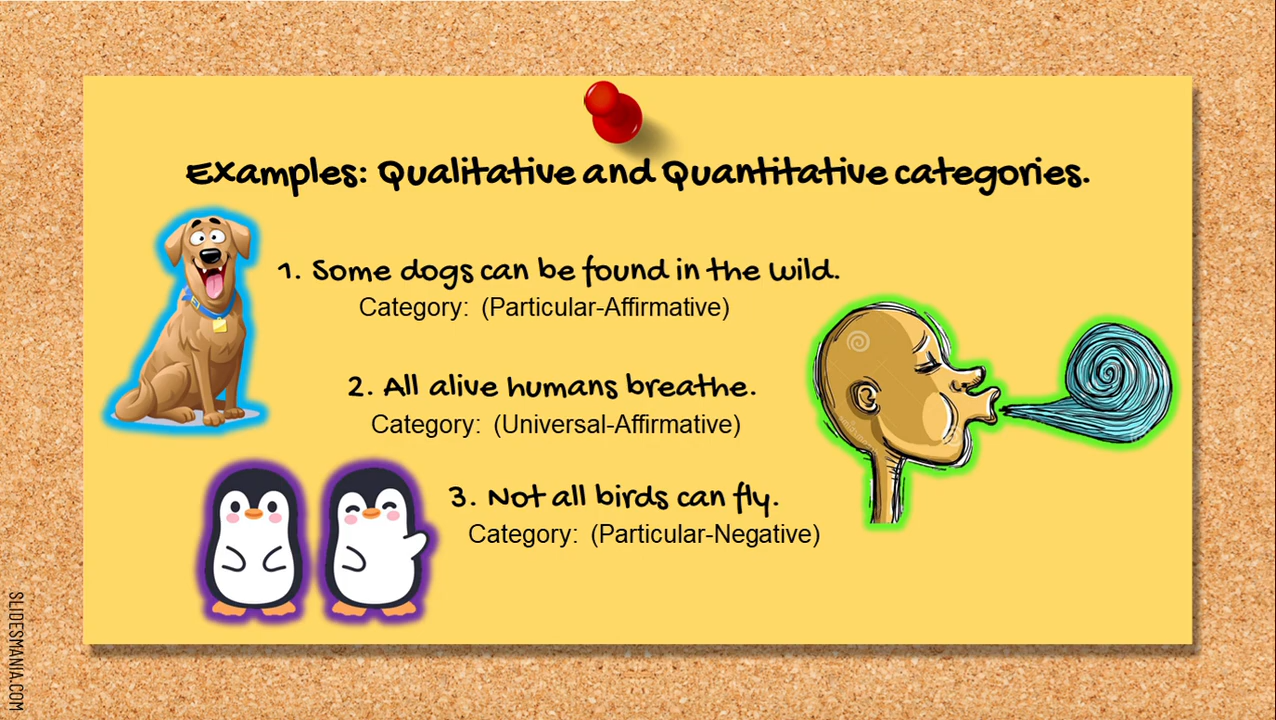 Examples: Qualitative and Quantitative categories.
1. Some dogs can be found in the wild.
Category: (Particular-Affirmative)
2. All alive humans breathe.
Category: (Universal-Affirmative)
3. Not all birds can fly.
Category: (Particular-Negative)
SLIDESMANIA.COM